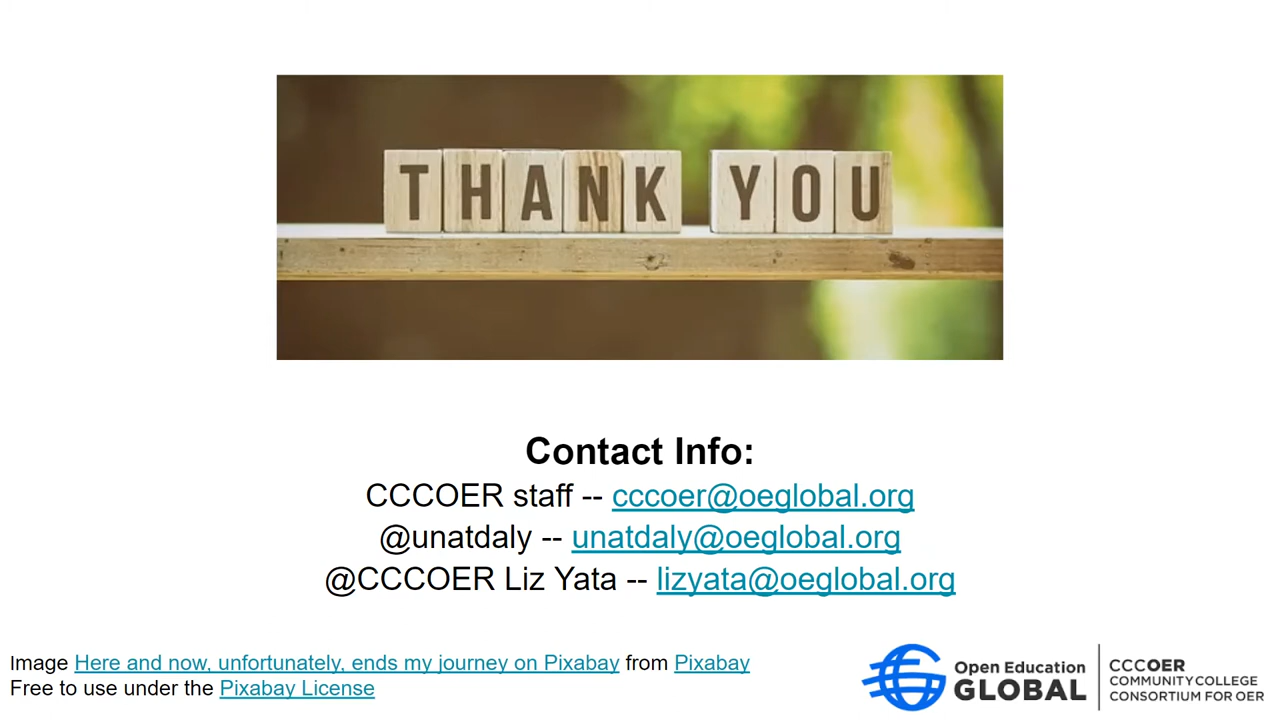 THANK YOU
Contact Info:
CCCOER staff -- cccoer@oeglobal.org
@unatdaly -- unatdaly@oeglobal.org
@CCCOER Liz Yata -- lizyata@oeglobal.org
Image Here and now, unfortunately, ends my journey on Pixabay from Pixabay
Free to use under the Pixabay License
Open Education
GLOBAL
CCCOER
COMMUNITY COLLEGE
CONSORTIUM FOR OER